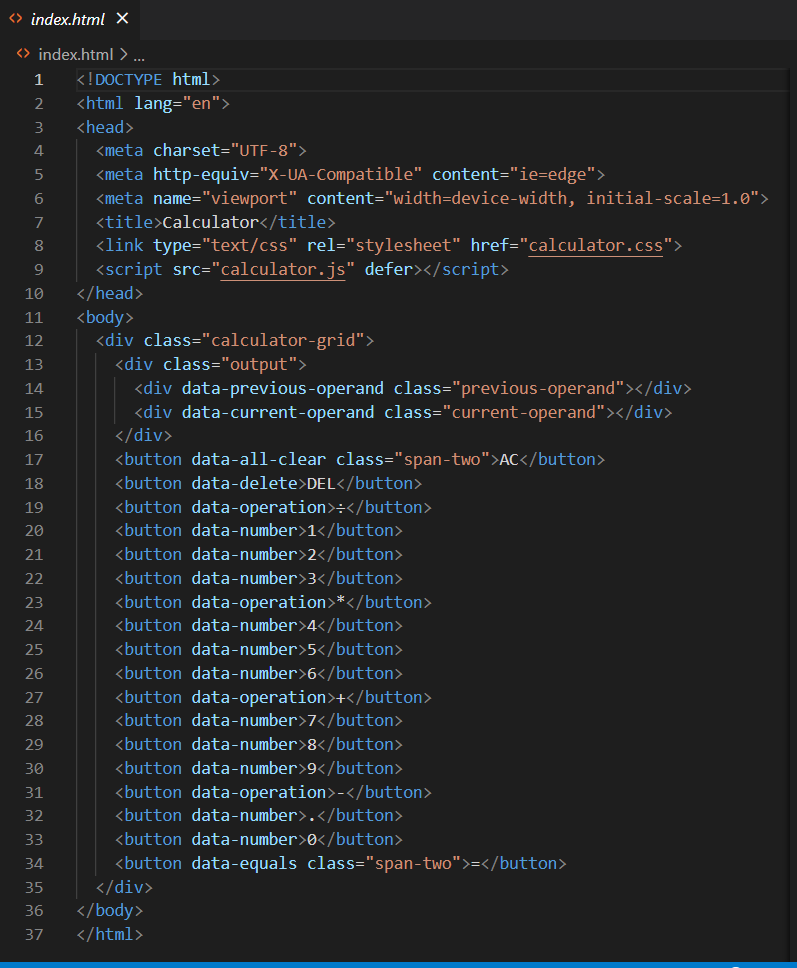 index.html
index.html > ...
1 <!DOCTYPE html>
2 <html lang="en">
3 <head>
4   <meta charset="UTF-8">
5   <meta http-equiv="X-UA-Compatible" content="ie=edge">
6   <meta name="viewport" content="width=device-width, initial-scale=1.0">
7   <title>Calculator</title>
8   <link type="text/css" rel="stylesheet" href="calculator.css">
9   <script src="calculator.js" defer></script>
10 </head>
11 <body>
12   <div class="calculator-grid">
13     <div class="output">
14       <div data-previous-operand class="previous-operand"></div>
15       <div data-current-operand class="current-operand"></div>
16     </div>
17     <button data-all-clear class="span-two">AC</button>
18     <button data-delete>DEL</button>
19     <button data-operation>÷</button>
20     <button data-number>1</button>
21     <button data-number>2</button>
22     <button data-number>3</button>
23     <button data-operation>*</button>
24     <button data-number>4</button>
25     <button data-number>5</button>
26     <button data-number>6</button>
27     <button data-operation>+</button>
28     <button data-number>7</button>
29     <button data-number>8</button>
30     <button data-number>9</button>
31     <button data-operation>-</button>
32     <button data-number>.</button>
33     <button data-number>0</button>
34     <button data-equals class="span-two">=</button>
35   </div>
36 </body>
37 </html>